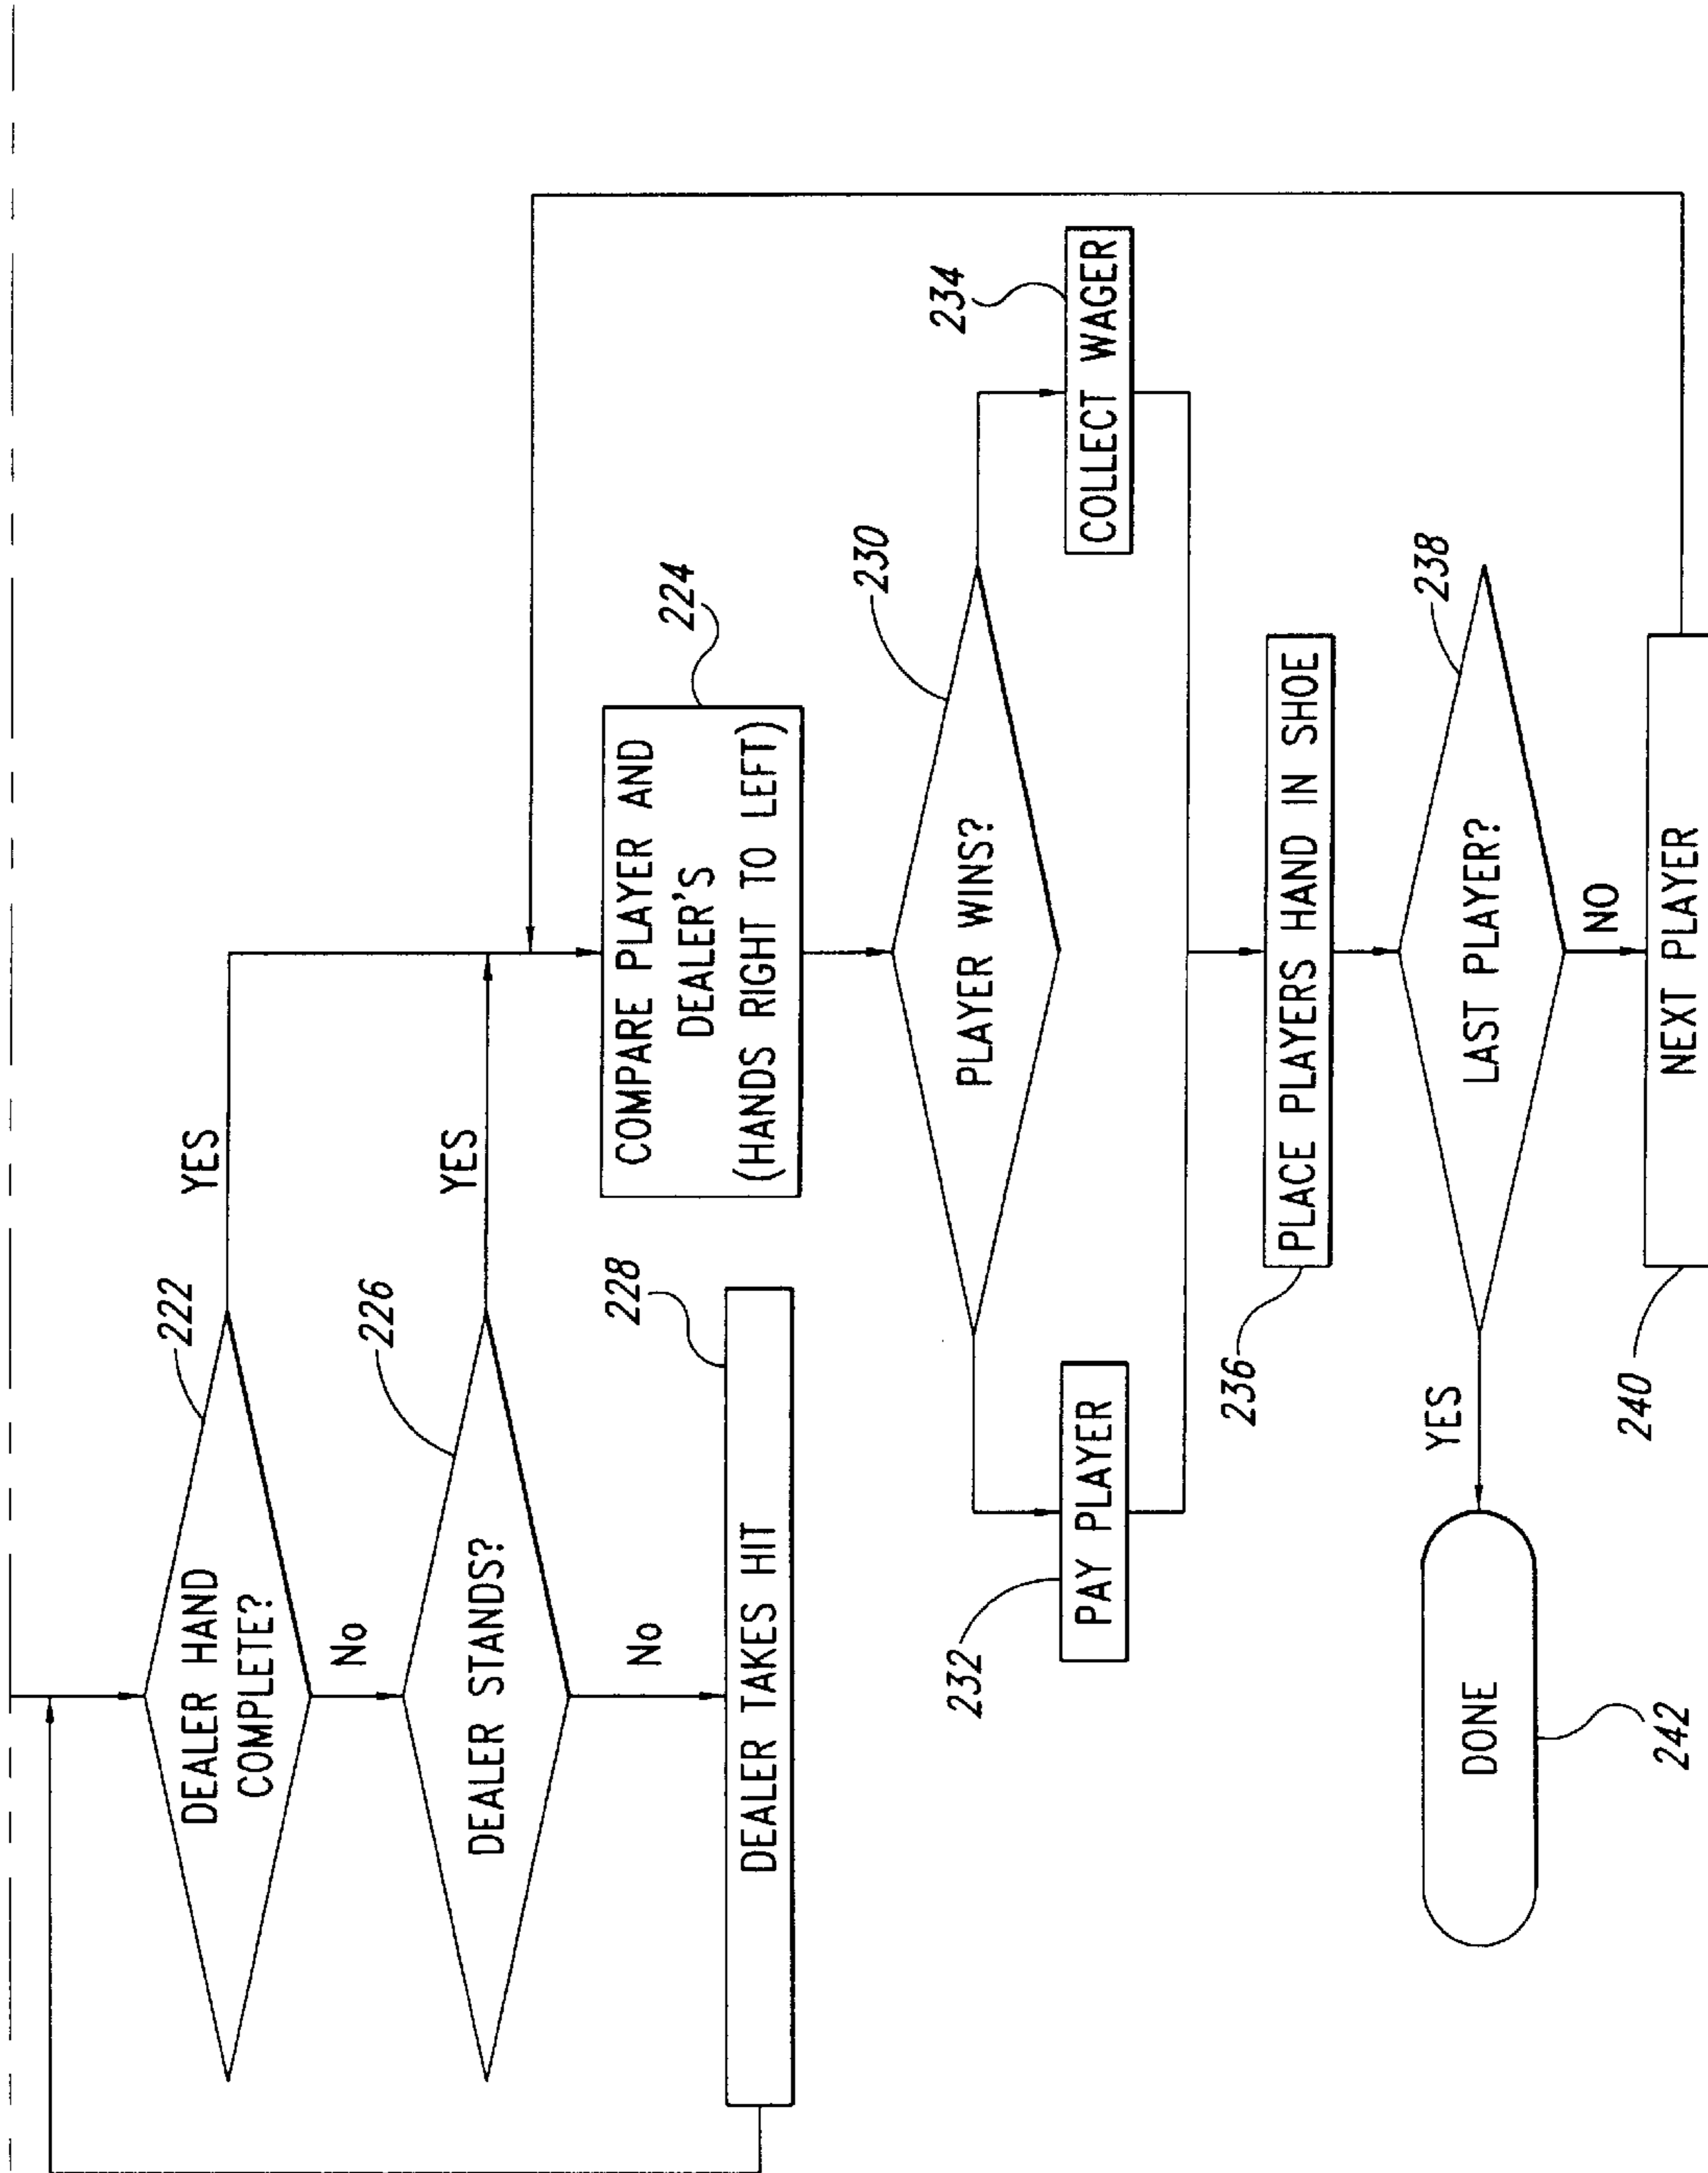 222
DEALER HAND
COMPLETE?
YES
No
226
DEALER STANDS?
YES
No
228
DEALER TAKES HIT
224
COMPARE PLAYER AND
DEALER'S
(HANDS RIGHT TO LEFT)
230
PLAYER WINS?
232
PAY PLAYER
234
COLLECT WAGER
236
PLACE PLAYERS HAND IN SHOE
238
LAST PLAYER?
YES
NO
DONE
242
240
NEXT PLAYER